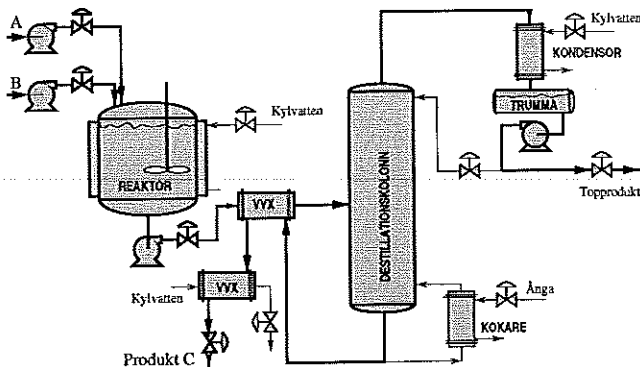 A
B
Kylvatten
REAKTOR
VVX
Kylvatten
VVX
Produkt C
DESTILLATIONSKOLONN
Kylvatten
KONDENSOR
TRUMMA
Topprodukt
Ånga
KOKARE